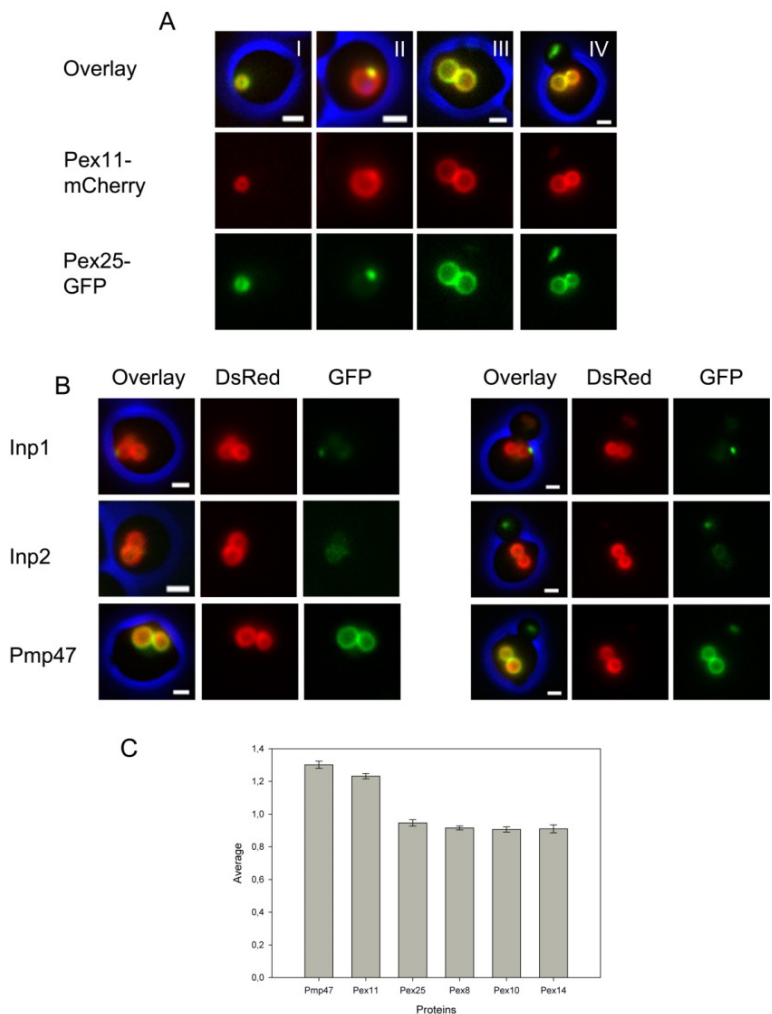 A
Overlay
I II III IV
Pex11-
mCherry
Pex25-
GFP
B
Overlay DsRed GFP Overlay DsRed GFP
Inp1
Inp2
Pmp47
C
1,4
1,2
1,0
0,8
0,6
0,4
0,2
0,0
Average
Pmp47 Pex11 Pex25 Pex8 Pex10 Pex14
Proteins